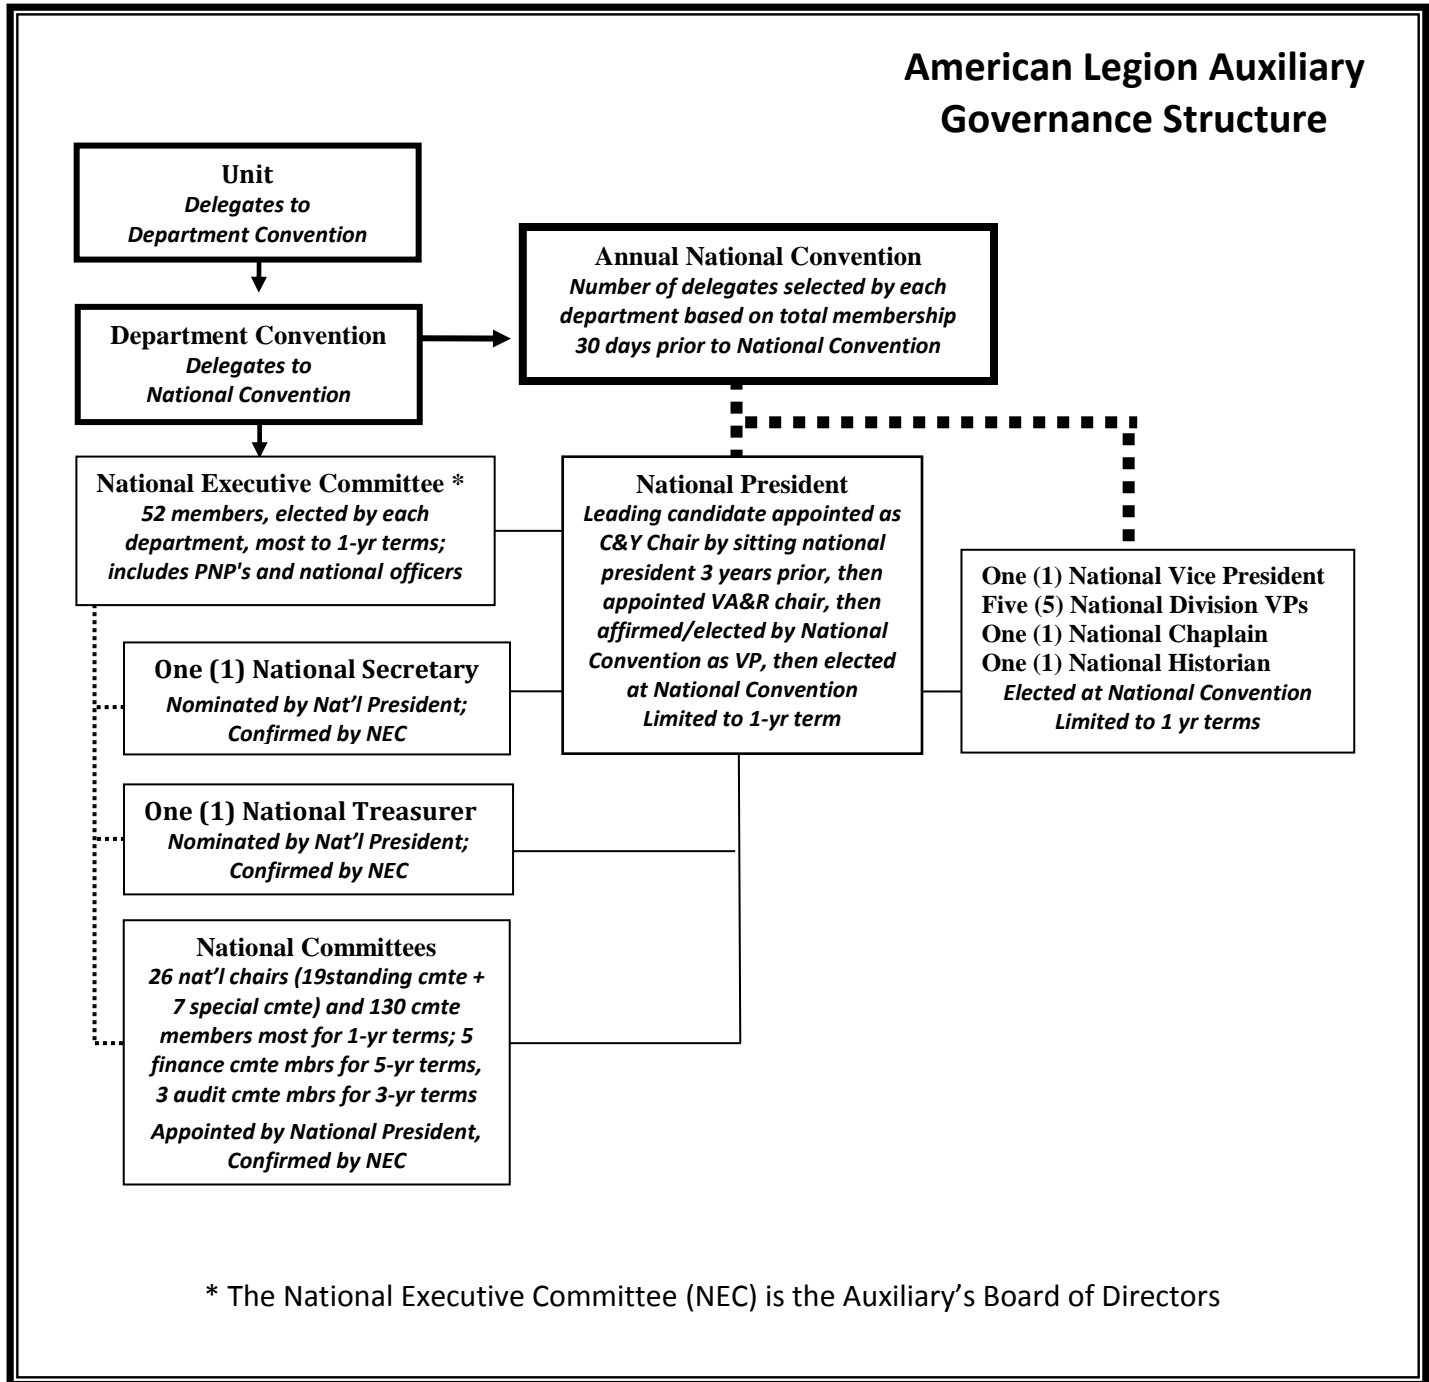 American Legion Auxiliary
Governance Structure
Unit
Delegates to
Department Convention
Annual National Convention
Number of delegates selected by each
department based on total membership
30 days prior to National Convention
Department Convention
Delegates to
National Convention
National Executive Committee *
52 members, elected by each
department, most to 1-yr terms;
includes PNP's and national officers
National President
Leading candidate appointed as
C&Y Chair by sitting national
president 3 years prior, then
appointed VA&R chair, then
affirmed/elected by National
Convention as VP, then elected
at National Convention
Limited to 1-yr term
One (1) National Vice President
Five (5) National Division VPs
One (1) National Chaplain
One (1) National Historian
Elected at National Convention
Limited to 1 yr terms
One (1) National Secretary
Nominated by Nat’l President;
Confirmed by NEC
One (1) National Treasurer
Nominated by Nat’l President;
Confirmed by NEC
National Committees
26 nat’l chairs (19standing cmte +
7 special cmte) and 130 cmte
members most for 1-yr terms; 5
finance cmte mbrs for 5-yr terms,
3 audit cmte mbrs for 3-yr terms
Appointed by National President,
Confirmed by NEC
* The National Executive Committee (NEC) is the Auxiliary’s Board of Directors